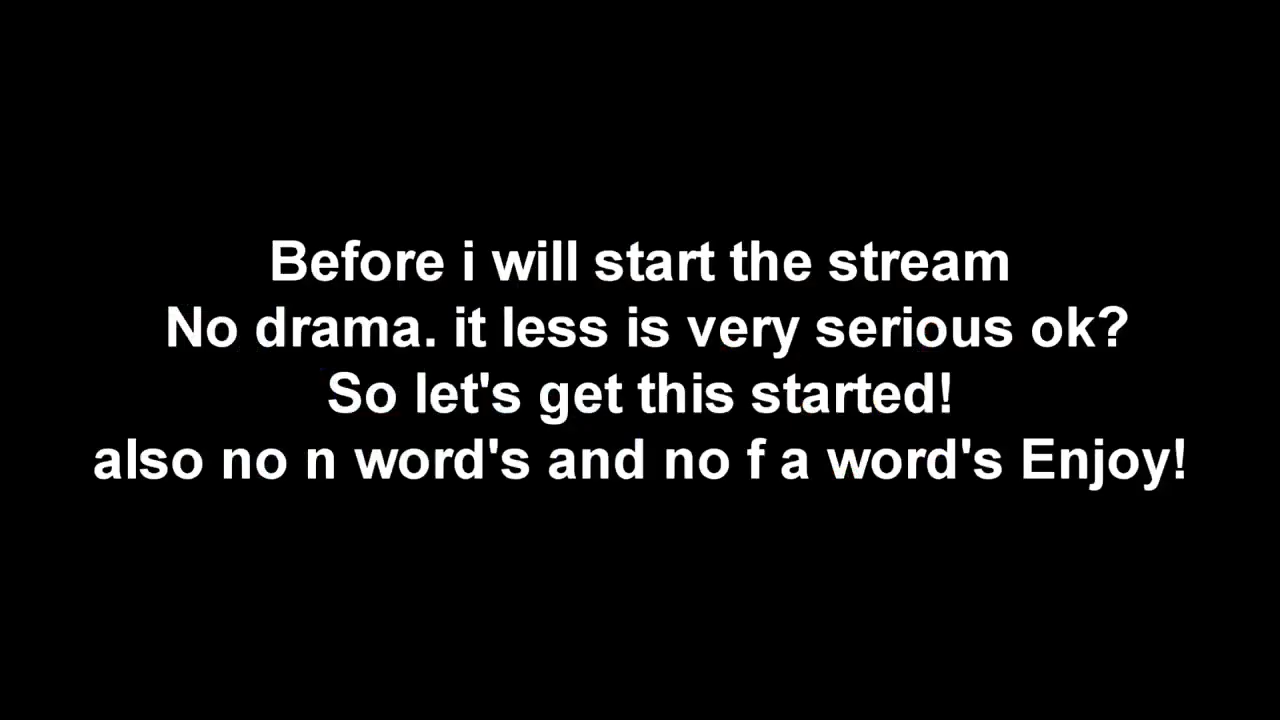 Before i will start the stream
No drama. it less is very serious ok?
So let's get this started!
also no n word's and no f a word's Enjoy!